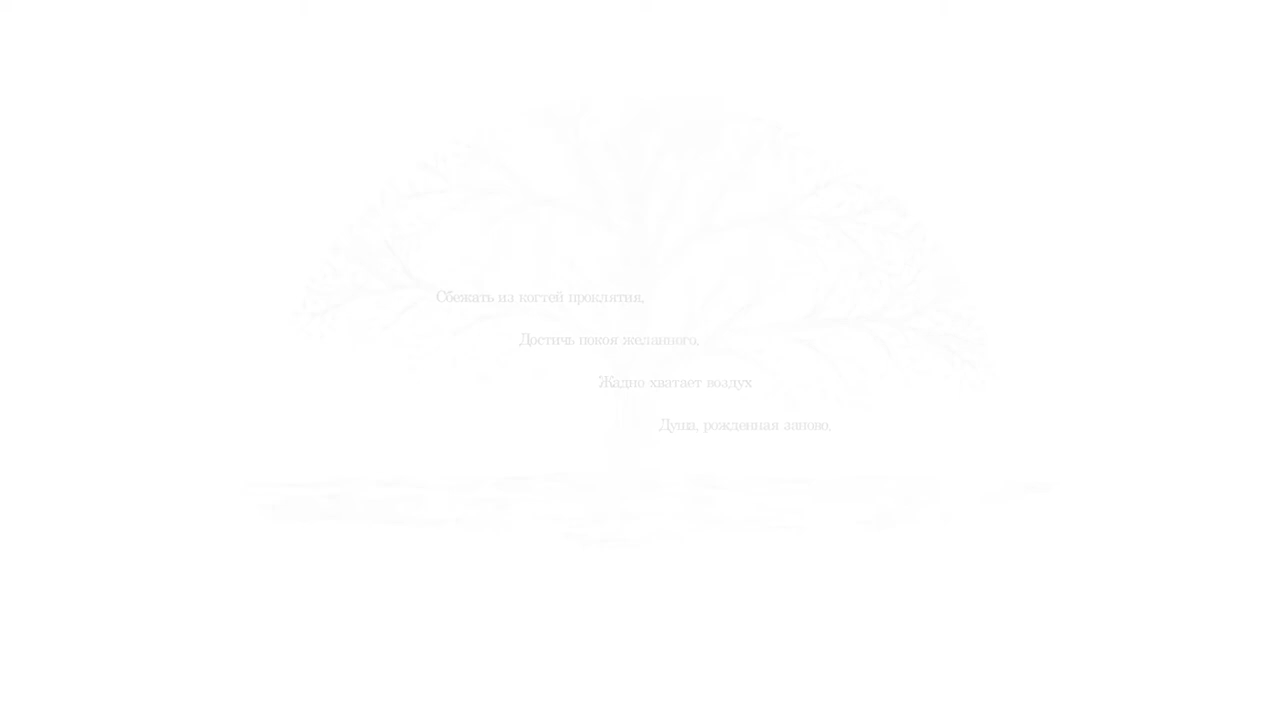 Сбежать из когтей проклятия,
Достичь покоя желанного,
Жадно хватает воздух
Душа, рожденная заново.